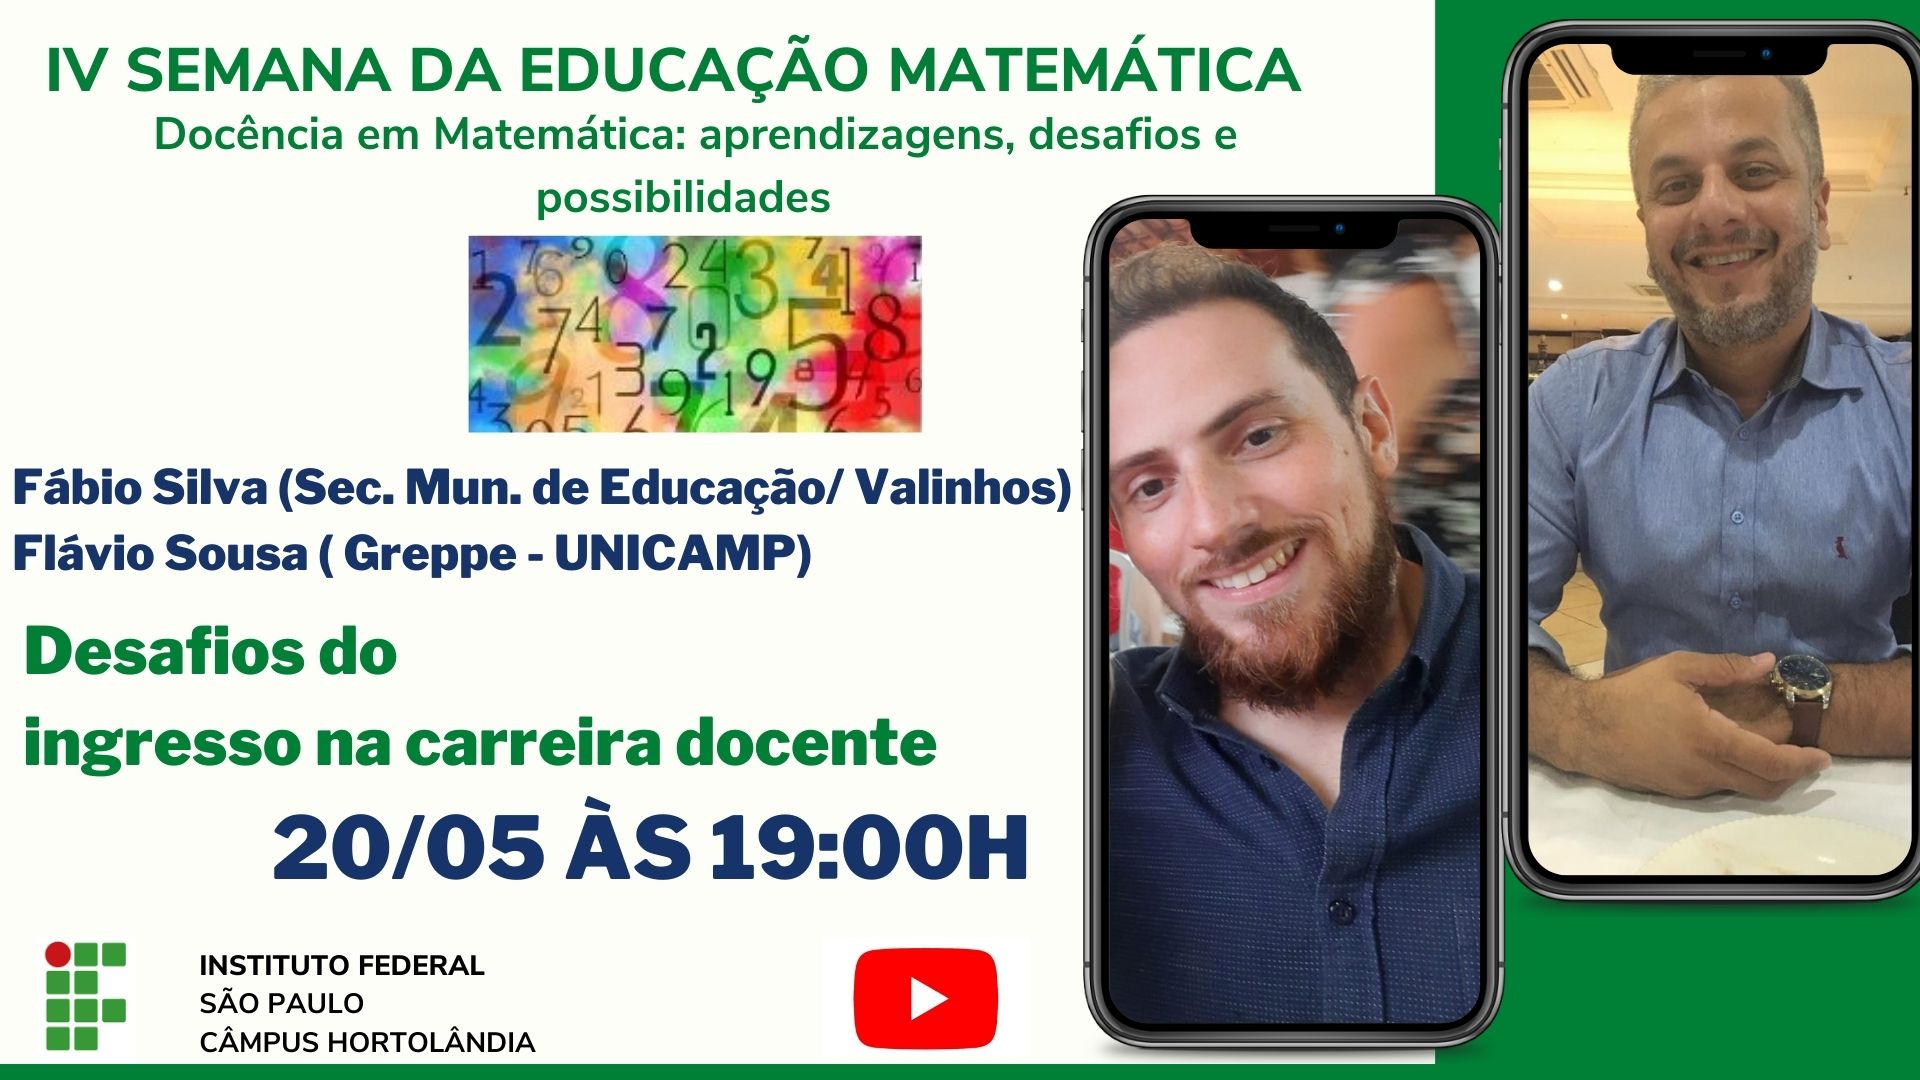 IV SEMANA DA EDUCAÇÃO MATEMÁTICA
Docência em Matemática: aprendizagens, desafios e
possibilidades
Fábio Silva (Sec. Mun. de Educação/ Valinhos)
Flávio Sousa ( Greppe - UNICAMP)
Desafios do
ingresso na carreira docente
20/05 ÀS 19:00H
INSTITUTO FEDERAL
SÃO PAULO
CÂMPUS HORTOLÂNDIA